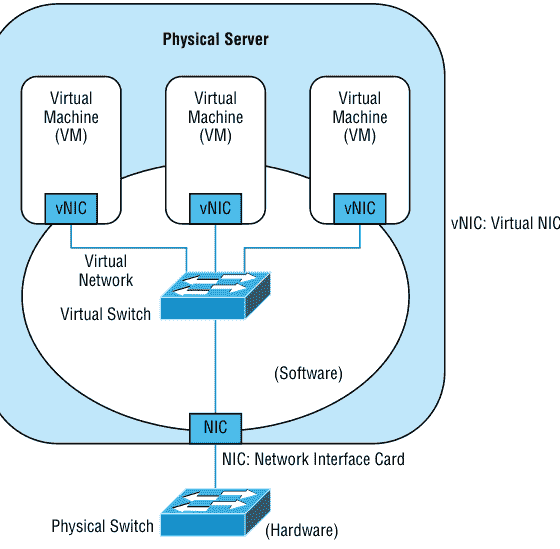 Physical Server
Virtual
Machine
(VM)
Virtual
Machine
(VM)
Virtual
Machine
(VM)
vNIC
vNIC
vNIC
vNIC: Virtual NIC
Virtual
Network
Virtual Switch
(Software)
NIC
NIC: Network Interface Card
Physical Switch
(Hardware)